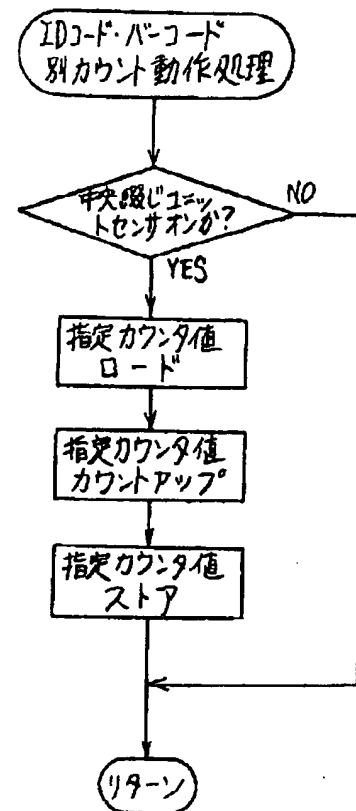 IDコード・バーコード
別カウント動作処理
中央綴じユニッ
トセンサオンか?
NO
YES
指定カウンタ値
ロード
指定カウンタ値
カウントアップ
指定カウンタ値
ストア
リターン